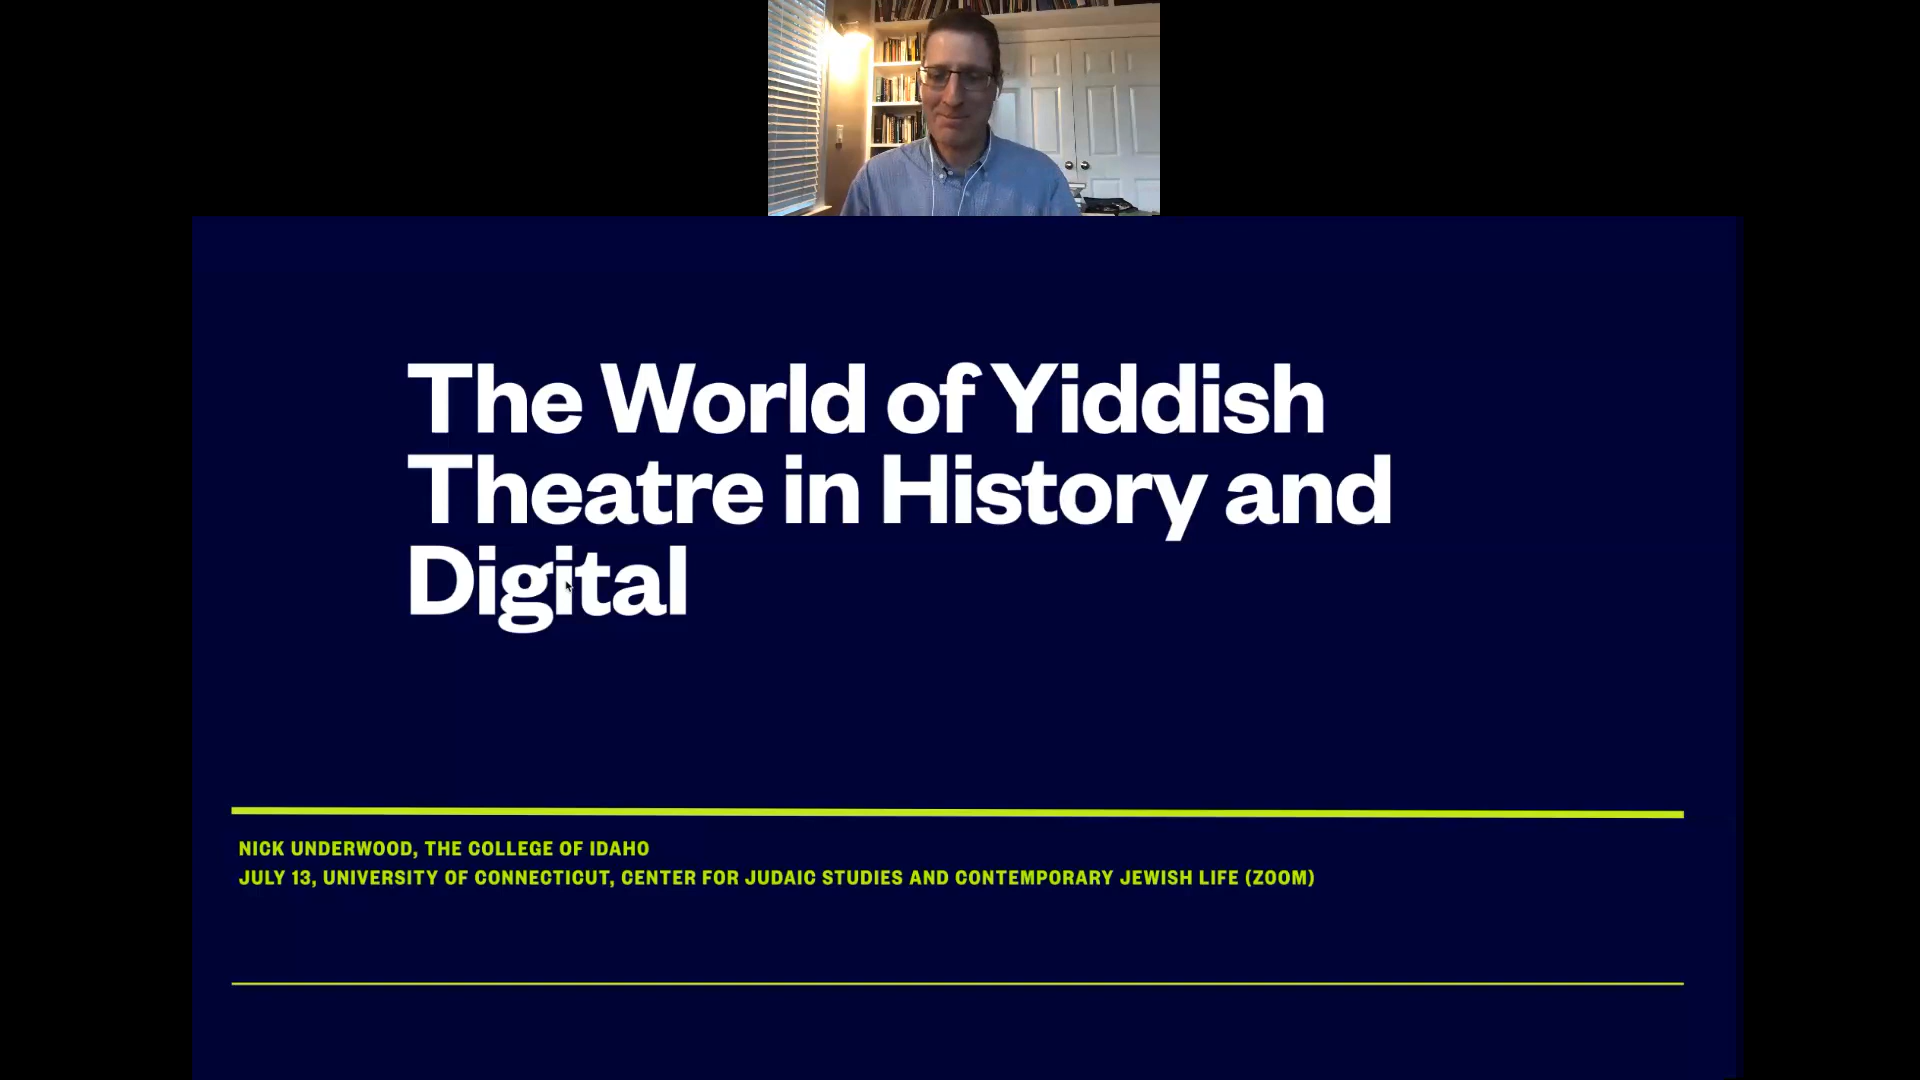 The World of Yiddish
Theatre in History and
Digital
NICK UNDERWOOD, THE COLLEGE OF IDAHO
JULY 13, UNIVERSITY OF CONNECTICUT, CENTER FOR JUDAIC STUDIES AND CONTEMPORARY JEWISH LIFE (ZOOM)